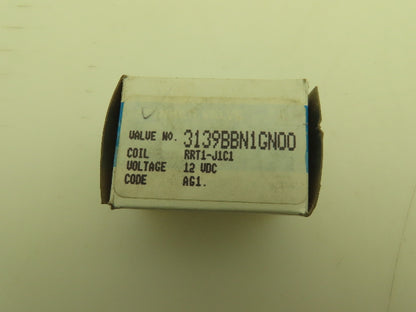 VALVE NO. 3139BBN1GN00
COIL RRT1-J1C1
VOLTAGE 12 VDC
CODE AG1.